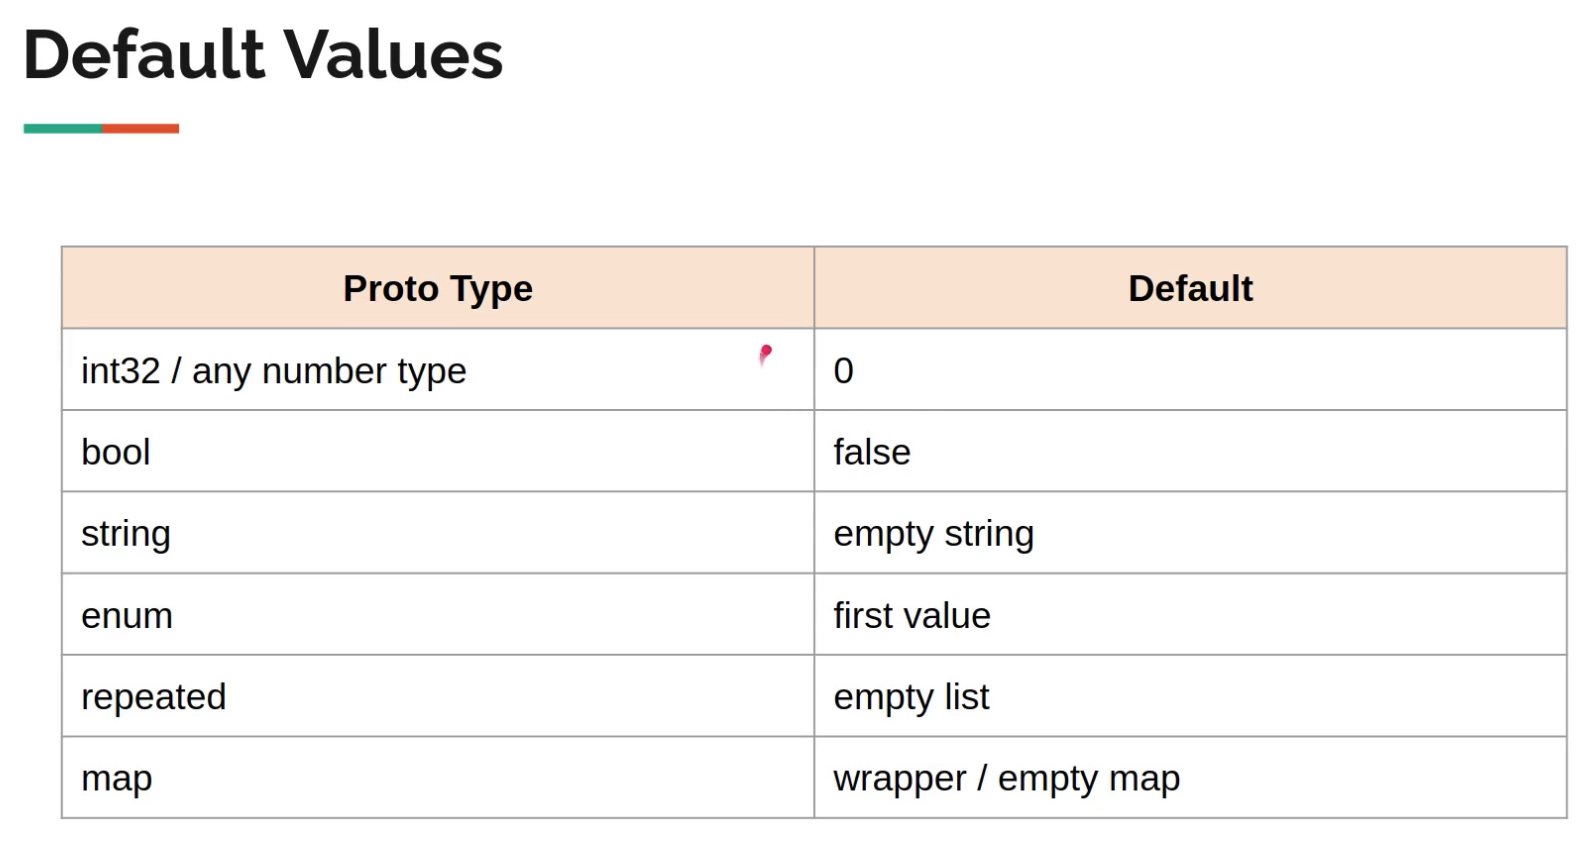 Default Values
Proto Type Default
int32 / any number type 0
bool false
string empty string
enum first value
repeated empty list
map wrapper / empty map